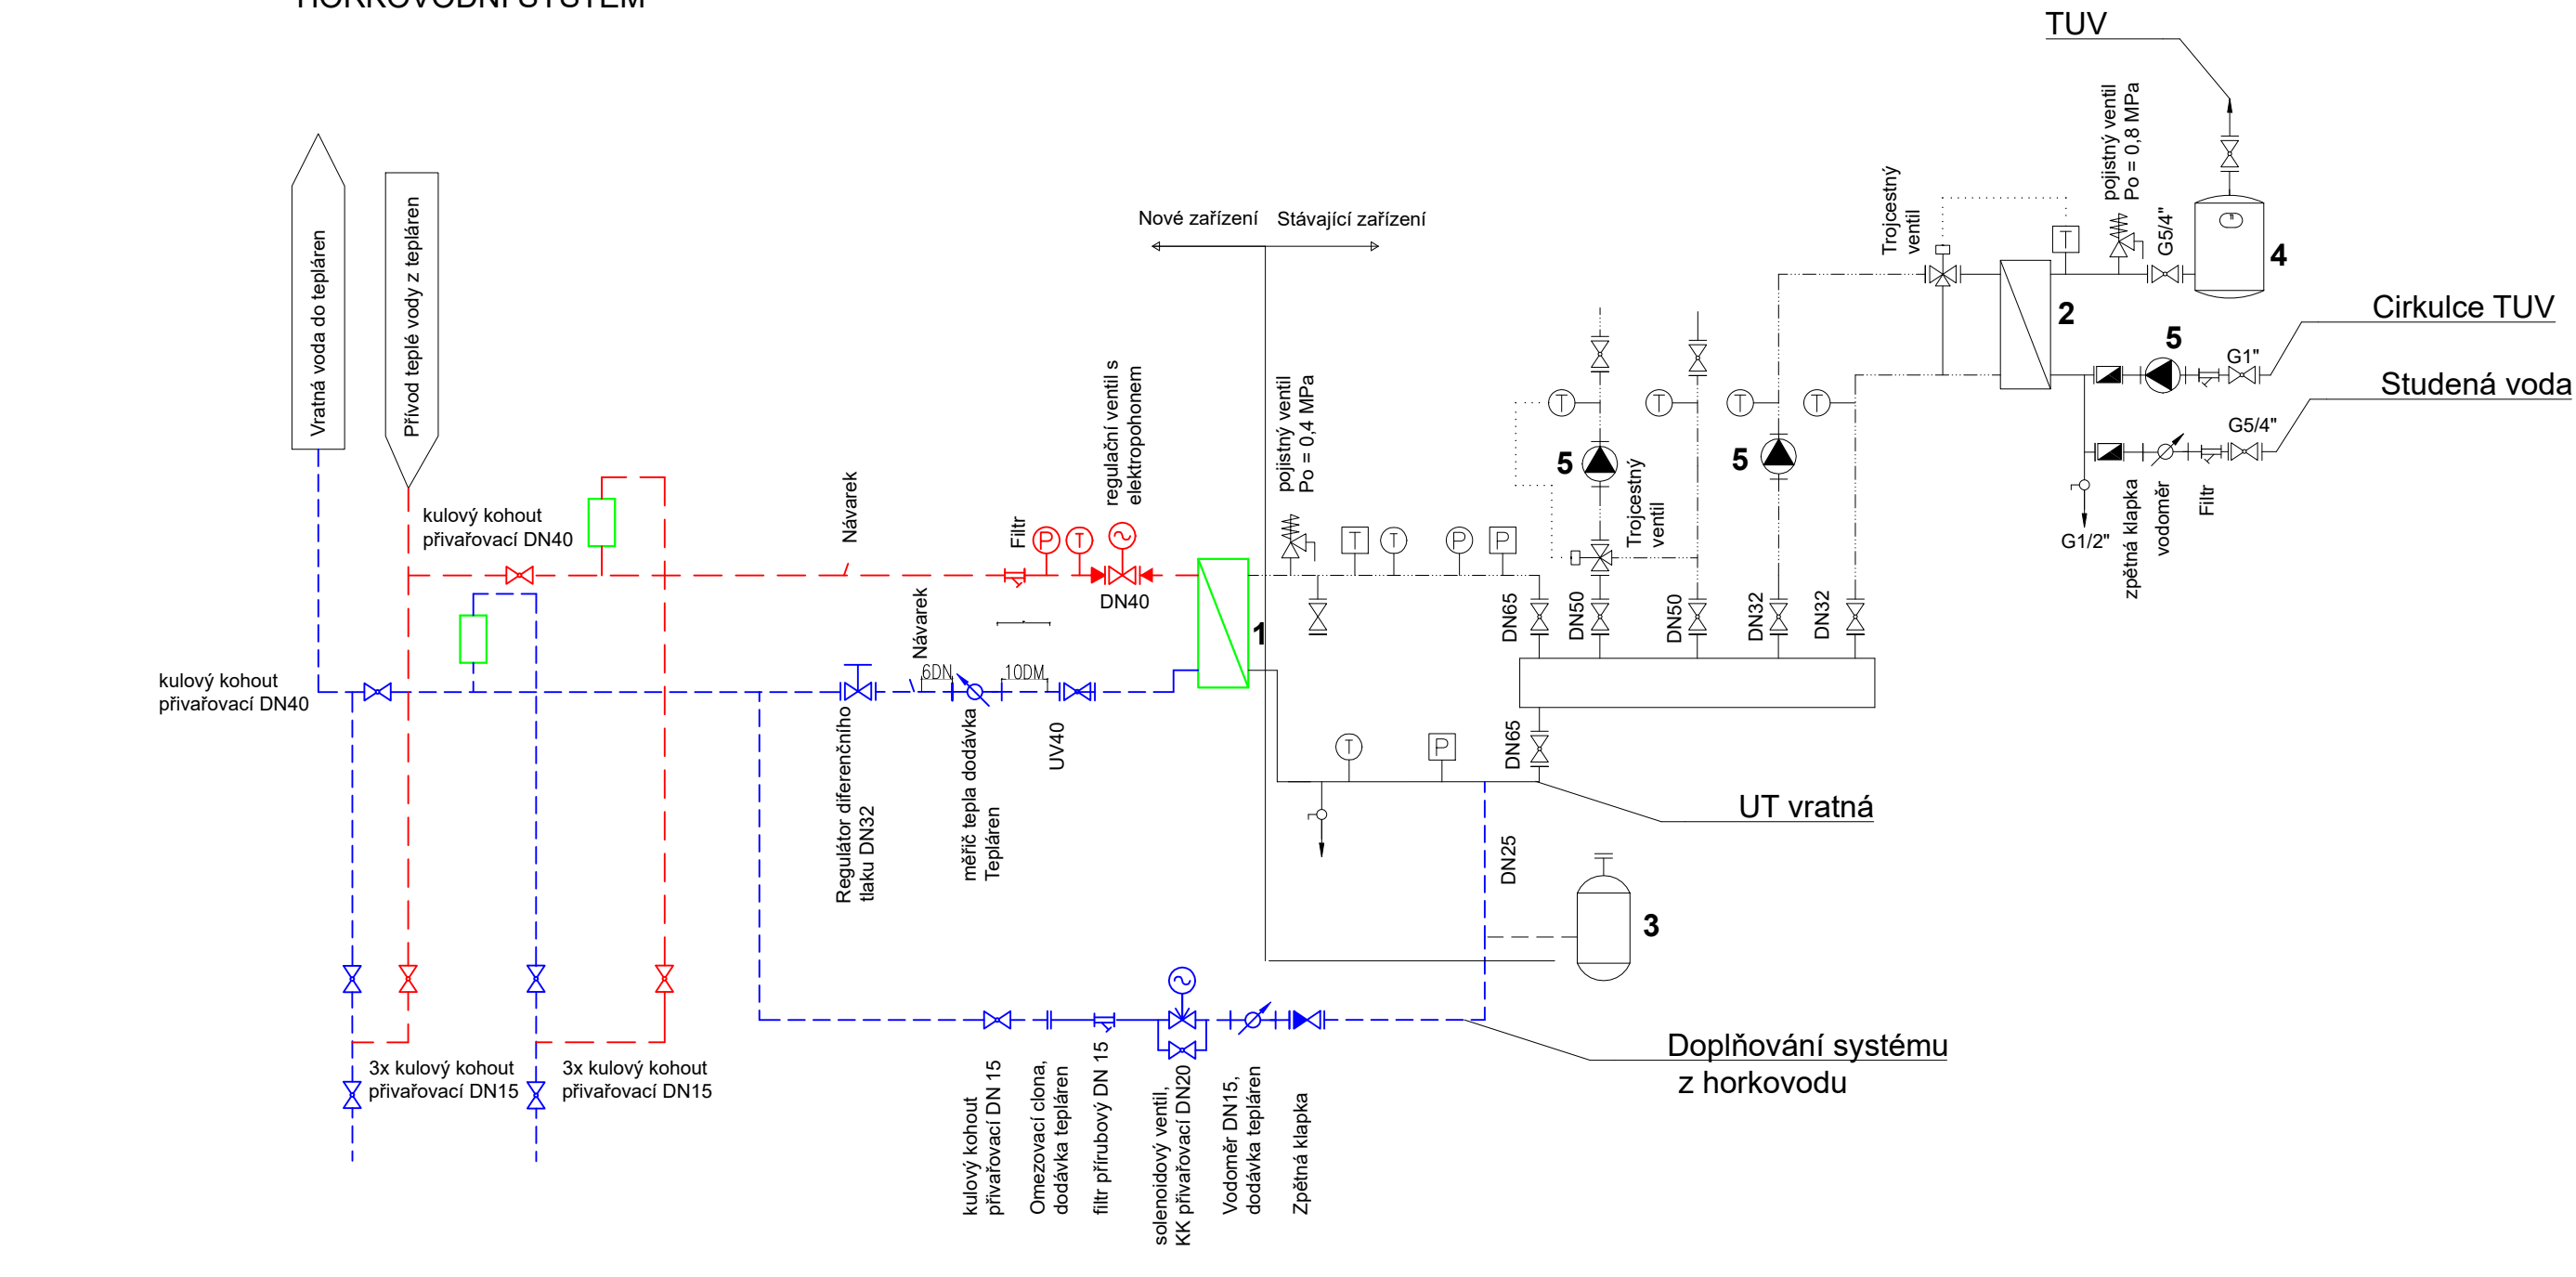 HORKOVODNÍ SYSTÉM
TUV
pojistný ventil
Po = 0,8 MPa
Trojcestný
ventil
G5/4"
4
T
Vratná voda do tepláren
Přívod teplé vody z tepláren
Nové zařízení
Stávající zařízení
2
Cirkulce TUV
5
G1"
Studená voda
G5/4"
zpětná klapka
vodoměr
Filtr
G1/2"
regulační ventil s
elektropohonem
pojistný ventil
Po = 0,4 MPa
T
T
T
T
5
5
Trojcestný
ventil
kulový kohout
přivařovací DN40
Návarek
Filtr
P
T
DN40
T
T
P
P
1
Návarek
6DN
10DM
DN65
DN50
DN50
DN32
DN32
kulový kohout
přivařovací DN40
Regulátor diferenčního
tlaku DN32
měřič tepla dodávka
Tepláren
UV40
T
P
DN65
UT vratná
DN25
3
Doplňování systému
z horkovodu
3x kulový kohout
přivařovací DN15
3x kulový kohout
přivařovací DN15
kulový kohout
přivařovací DN 15
Omezovací clona,
dodávka tepláren
filtr přírubový DN 15
solenoidový ventil,
KK přivařovací DN20
Vodoměr DN15,
dodávka tepláren
Zpětná klapka